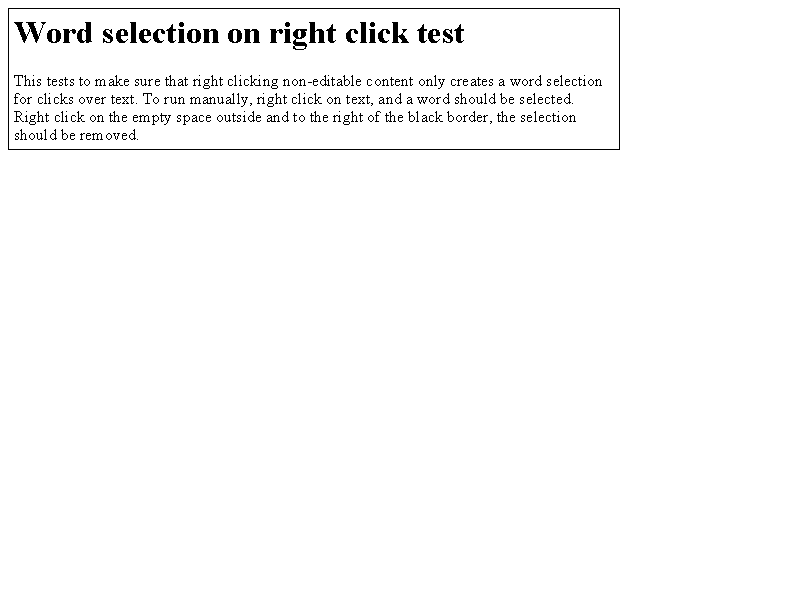 Word selection on right click test
This tests to make sure that right clicking non-editable content only creates a word selection
for clicks over text. To run manually, right click on text, and a word should be selected.
Right click on the empty space outside and to the right of the black border, the selection
should be removed.